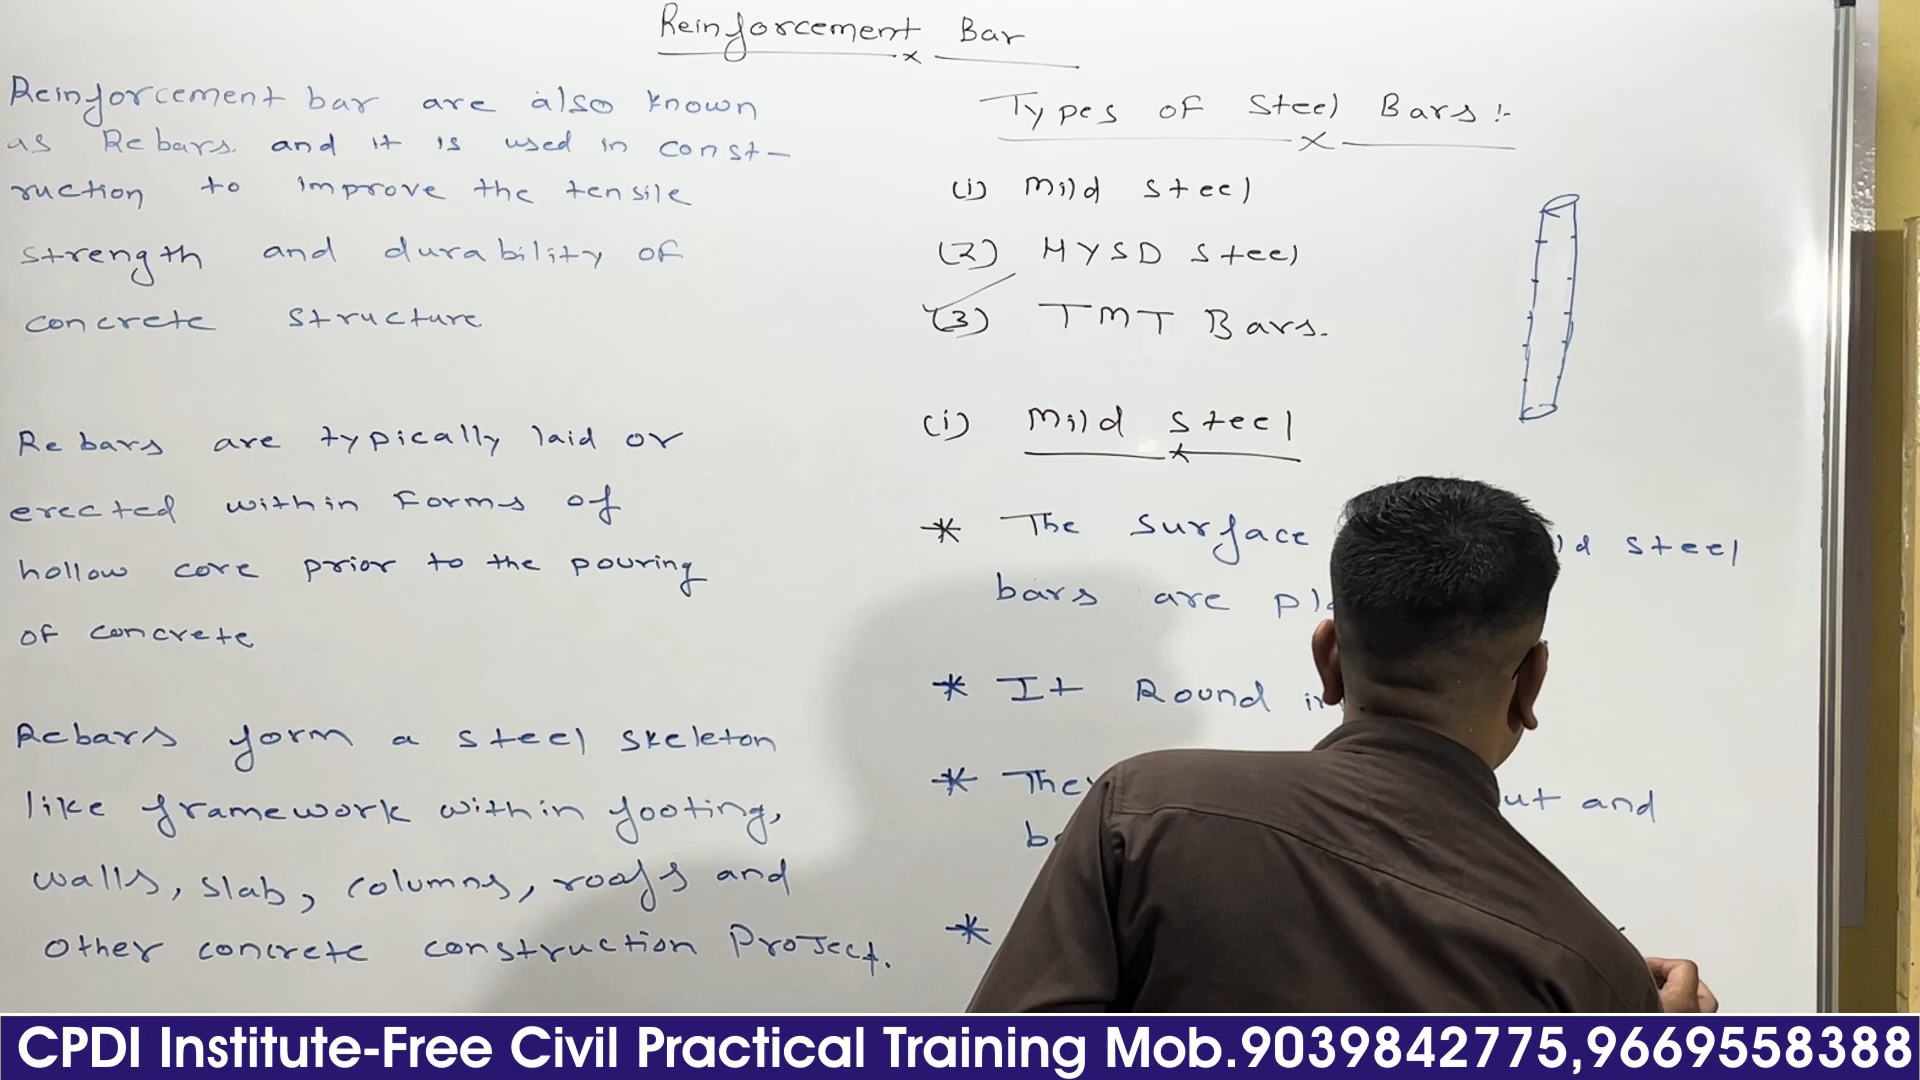 Reinforcement Bar
Reinforcement bar are also known
as Rebars. and it is used in const-
ruction to improve the tensile
strength and durability of
concrete structure
Rebars are typically laid or
erected within Forms of
hollow core prior to the pouring
of concrete
Rebars form a steel skeleton
like framework within footing,
walls, slab, columns, roofs and
other concrete construction Project.
Types of Steel Bars :-
(i) Mild steel
(2) HYSD Steel
(3) TMT Bars.
(i) Mild Steel
* The surface steel
bars are
* It Round
* and
*
CPDI Institute-Free Civil Practical Training Mob.9039842775,9669558388